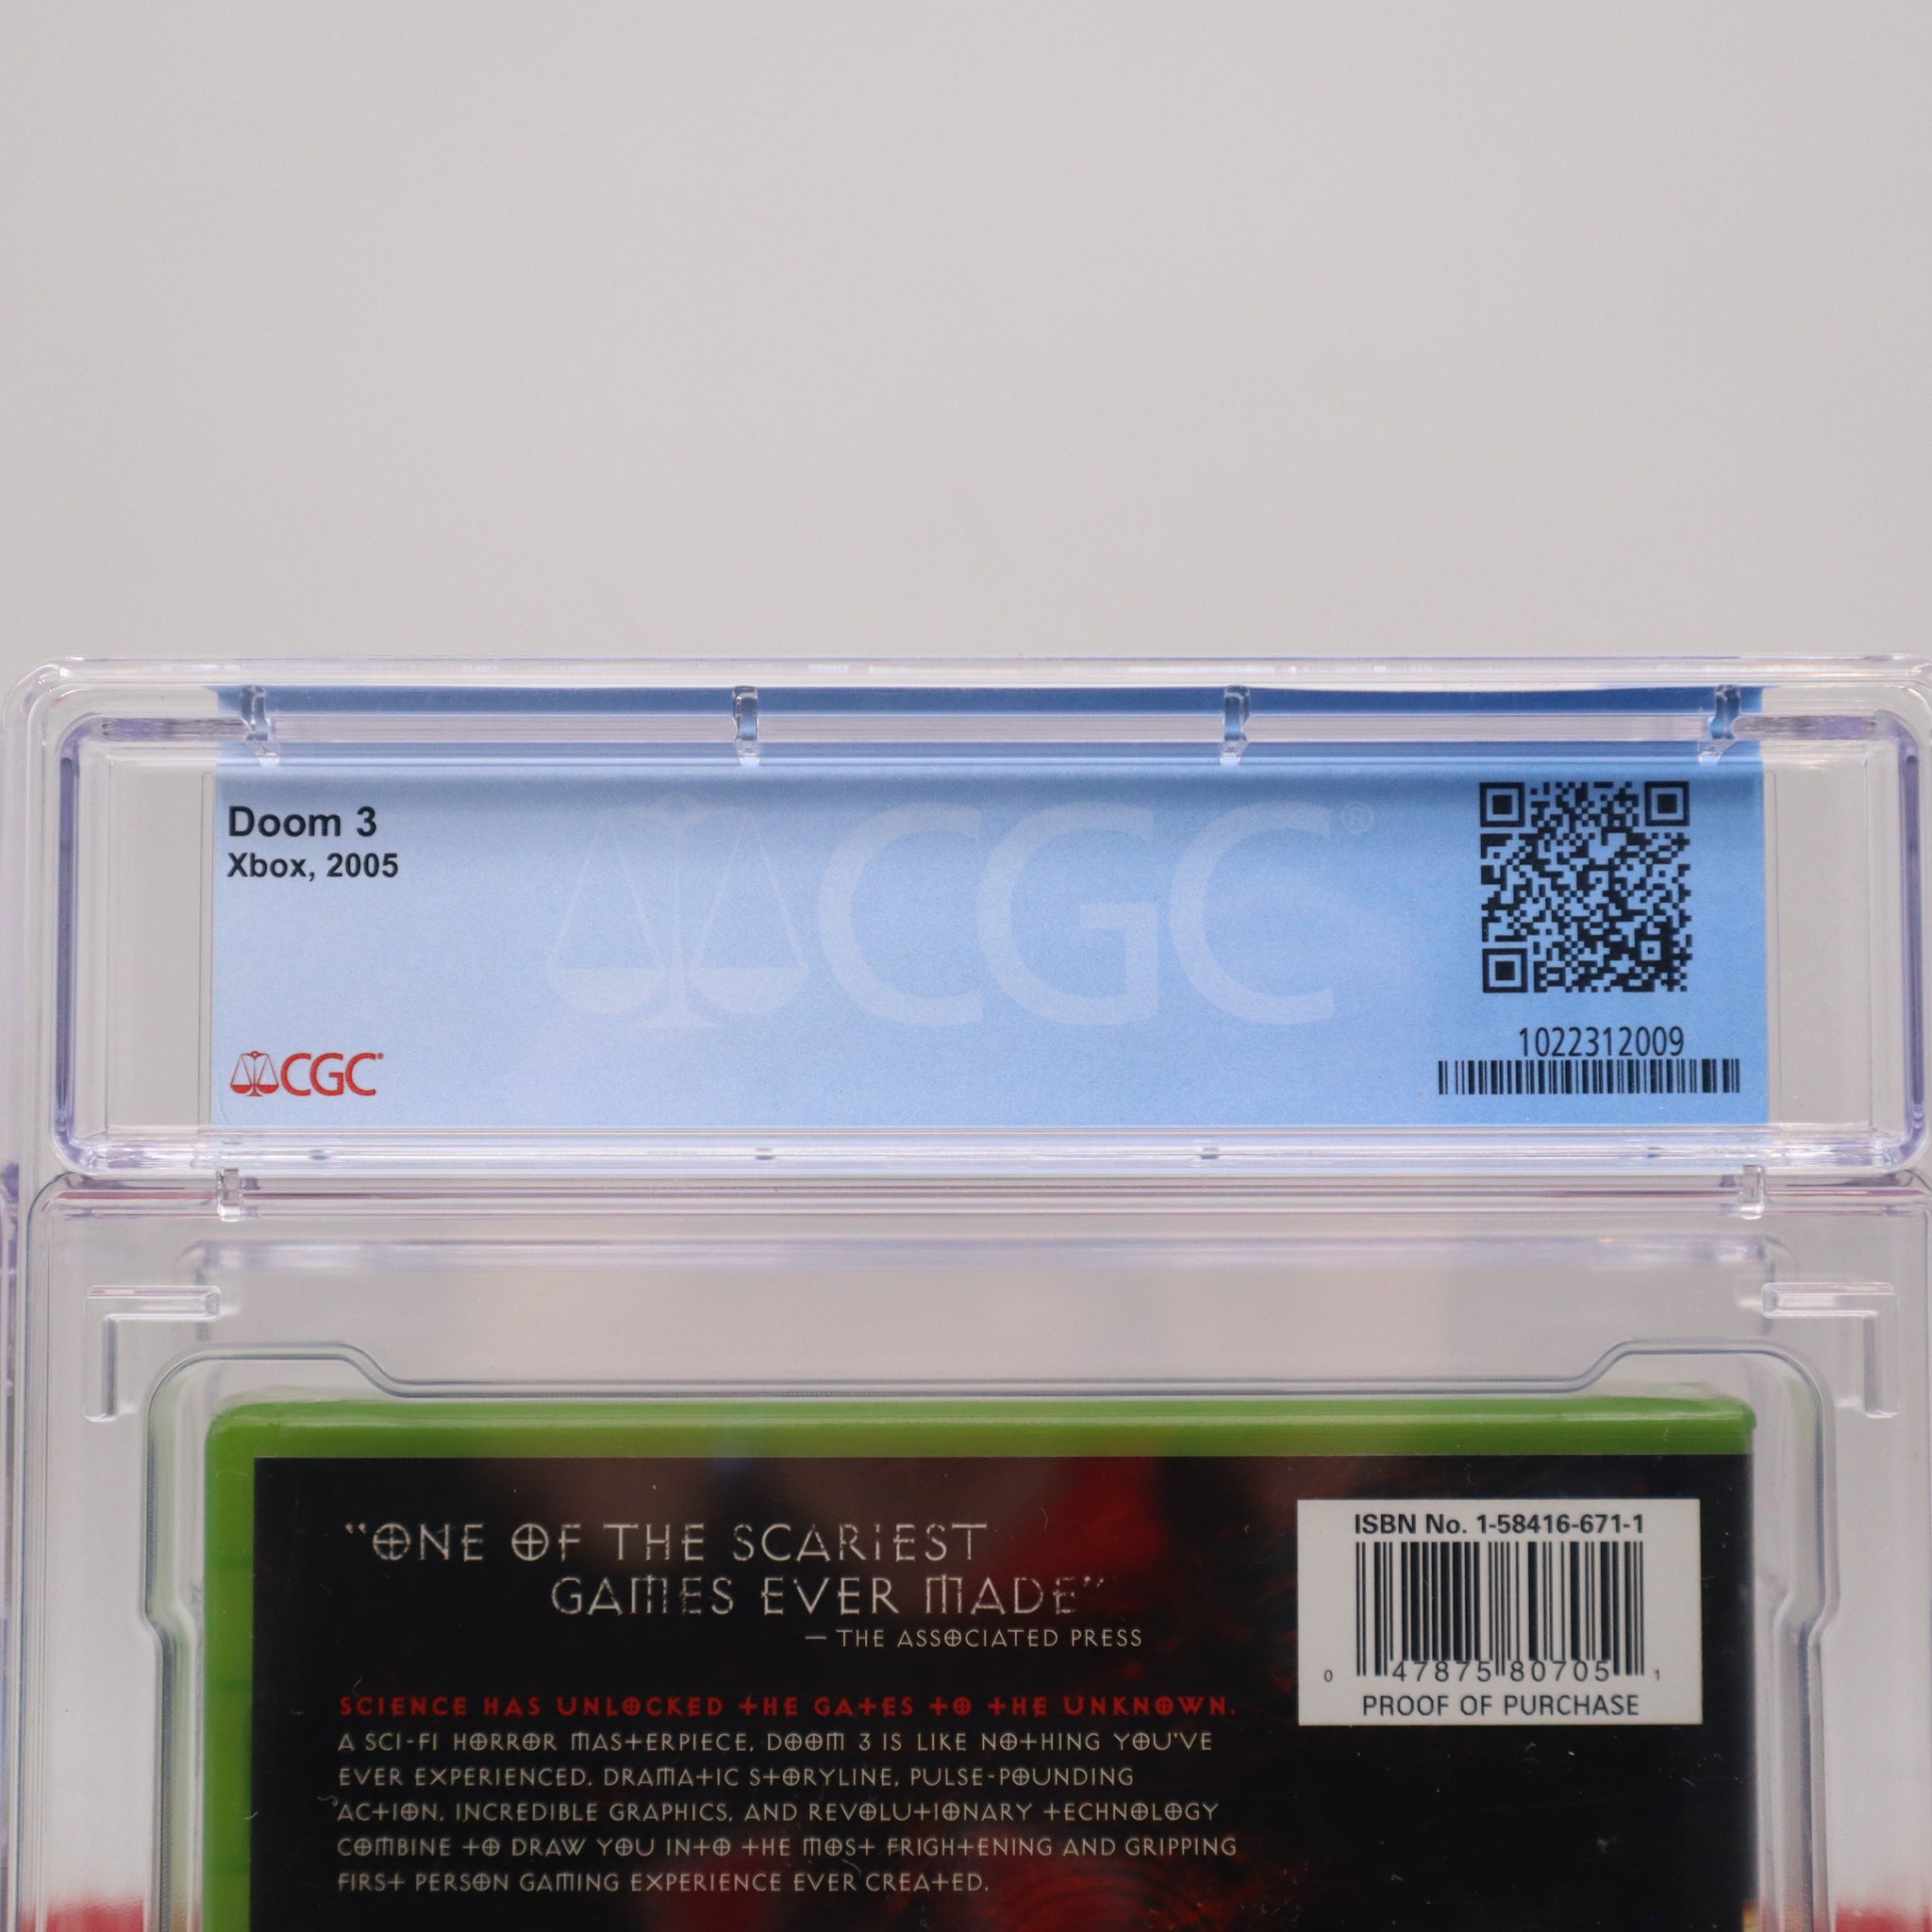 Doom 3
Xbox, 2005
CGC®
CGC®
1022312009
"ONE OF THE SCARIEST
GAMES EVER MADE"
— THE ASSOCIATED PRESS
SCIENCE HAS UNLOCKED THE GATES TO THE UNKNOWN.
A SCI-FI HORROR MASTERPIECE, DOOM 3 IS LIKE NOTHING YOU'VE
EVER EXPERIENCED. DRAMATIC STORYLINE, PULSE-POUNDING
ACTION, INCREDIBLE GRAPHICS, AND REVOLUTIONARY TECHNOLOGY
COMBINE TO DRAW YOU INTO THE MOST FRIGHTENING AND GRIPPING
FIRST PERSON GAMING EXPERIENCE EVER CREATED.
ISBN No. 1-58416-671-1
0 47875 80705 1
PROOF OF PURCHASE